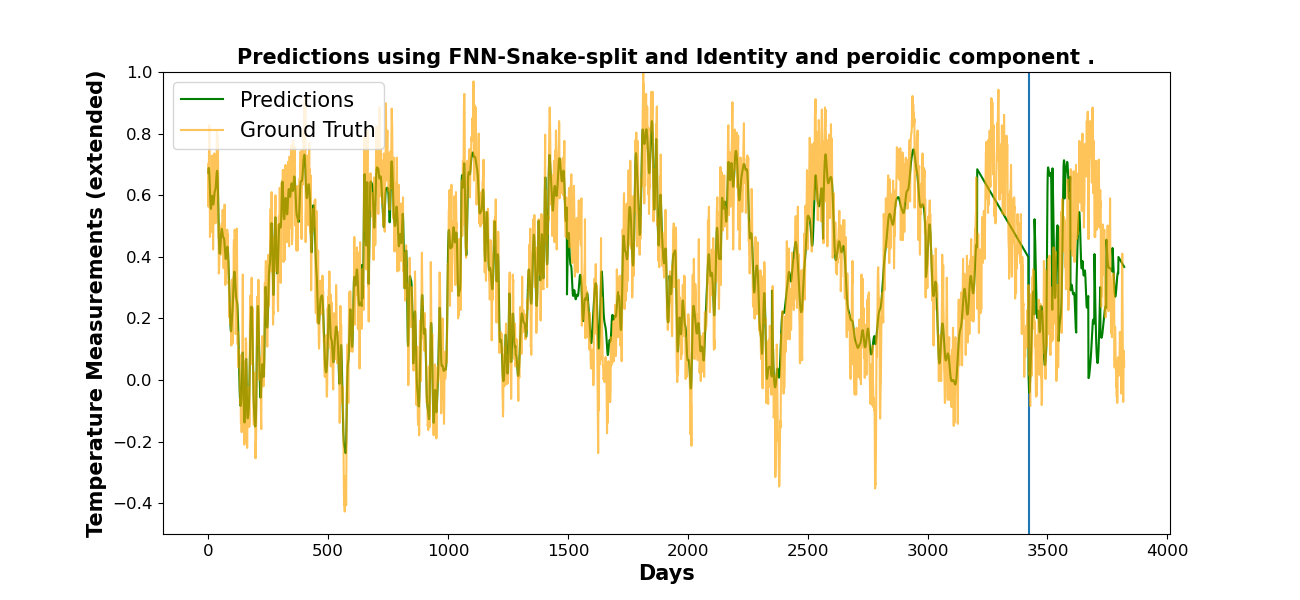 Predictions using FNN-Snake-split and Identity and peroidic component .
Temperature Measurements (extended)
1.0
0.8
0.6
0.4
0.2
0.0
−0.2
−0.4
Predictions
Ground Truth
0 500 1000 1500 2000 2500 3000 3500 4000
Days